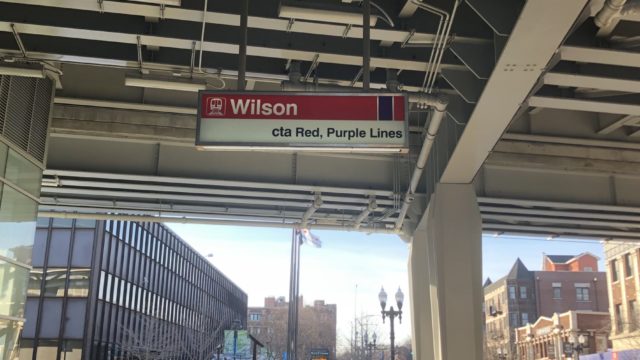 Wilson
cta Red, Purple Lines